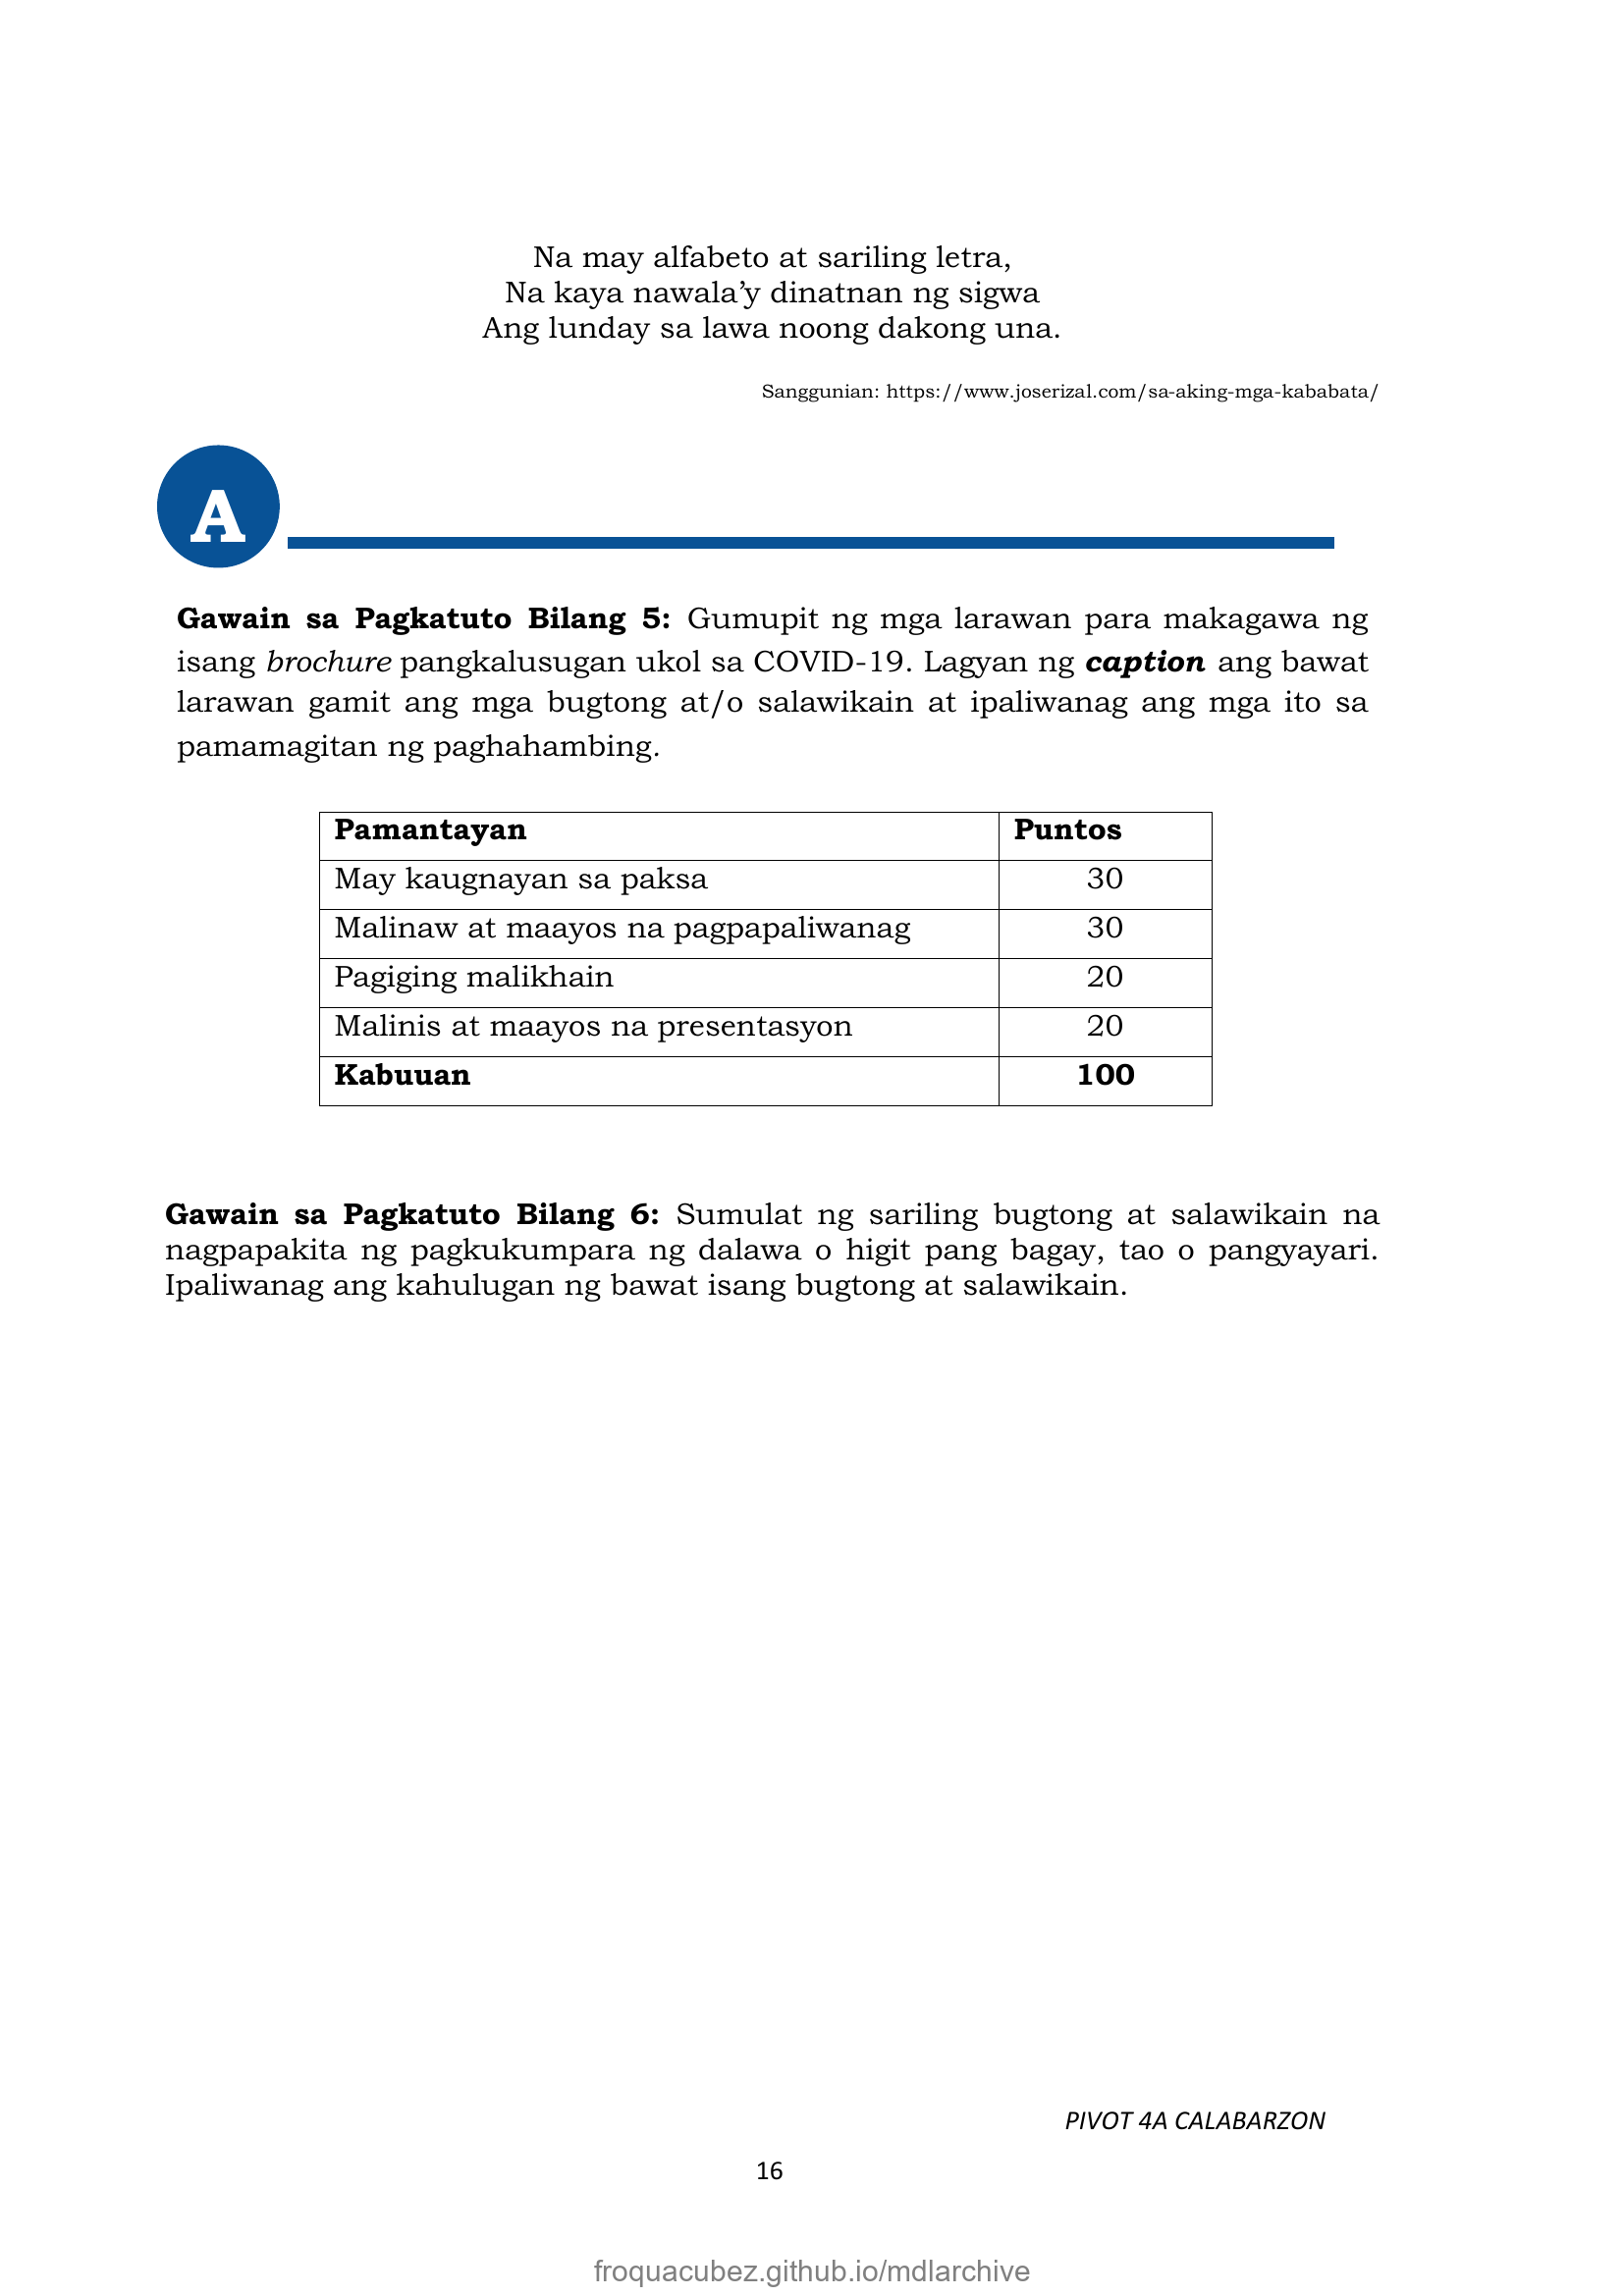 Na may alfabeto at sariling letra,
Na kaya nawala’y dinatnan ng sigwa
Ang lunday sa lawa noong dakong una.
Sanggunian: https://www.joserizal.com/sa-aking-mga-kababata/
A
Gawain sa Pagkatuto Bilang 5: Gumupit ng mga larawan para makagawa ng
isang brochure pangkalusugan ukol sa COVID-19. Lagyan ng caption ang bawat
larawan gamit ang mga bugtong at/o salawikain at ipaliwanag ang mga ito sa
pamamagitan ng paghahambing.
Pamantayan Puntos
May kaugnayan sa paksa 30
Malinaw at maayos na pagpapaliwanag 30
Pagiging malikhain 20
Malinis at maayos na presentasyon 20
Kabuuan 100
Gawain sa Pagkatuto Bilang 6: Sumulat ng sariling bugtong at salawikain na
nagpapakita ng pagkukumpara ng dalawa o higit pang bagay, tao o pangyayari.
Ipaliwanag ang kahulugan ng bawat isang bugtong at salawikain.
PIVOT 4A CALABARZON
16
froquacubez.github.io/mdlarchive